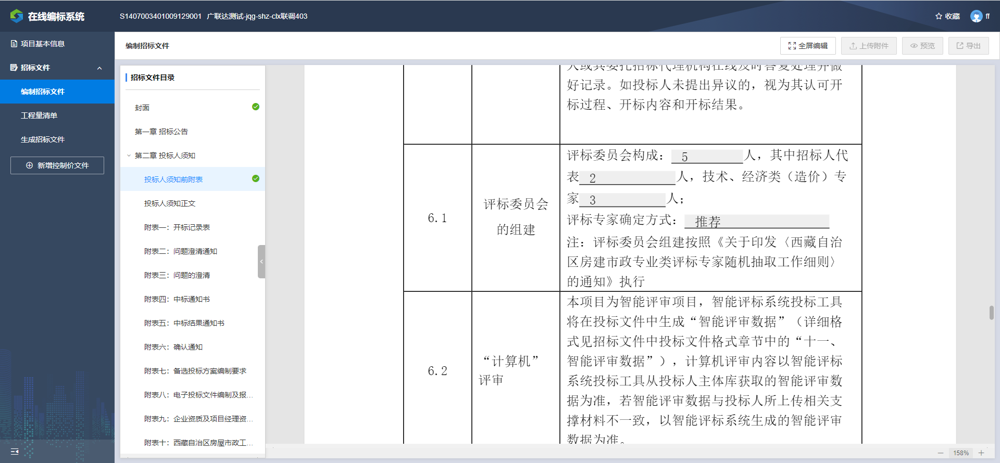 在线编标系统
S1407003401009129001 广联达测试-jqg-shz-clx联调403
收藏
ff
项目基本信息
招标文件
编制招标文件
工程量清单
生成招标文件
新增控制价文件
编制招标文件
全屏编辑
上传附件
预览
导出
招标文件目录
封面
第一章 招标公告
第二章 投标人须知
投标人须知前附表
投标人须知正文
附表一：开标记录表
附表二：问题澄清通知
附表三：问题的澄清
附表四：中标通知书
附表五：中标结果通知书
附表六：确认通知
附表七：备选投标方案编制要求
附表八：电子投标文件编制及报...
附表九：企业资质及项目经理资...
附表十：西藏自治区房屋市政工...
人或其委托招标代理机构在线及时答复处理并做
好记录。如投标人未提出异议的，视为其认可开
标过程、开标内容和开标结果。
6.1
评标委员会
的组建
评标委员会构成：5人，其中招标人代
表2人，技术、经济类（造价）专
家3人；
评标专家确定方式：推荐
注：评标委员会组建按照《关于印发〈西藏自治
区房建市政专业类评标专家随机抽取工作细则〉
的通知》执行
6.2
“计算机”
评审
本项目为智能评审项目，智能评标系统投标工具
将在投标文件中生成“智能评审数据”（详细格
式见招标文件中投标文件格式章节中的“十一、
智能评审数据”），计算机评审内容以智能评标
系统投标工具从投标人主体库获取的智能评审数
据为准，若智能评审数据与投标人所上传相关支
撑材料不一致，以智能评标系统生成的智能评审
数据为准。
158%